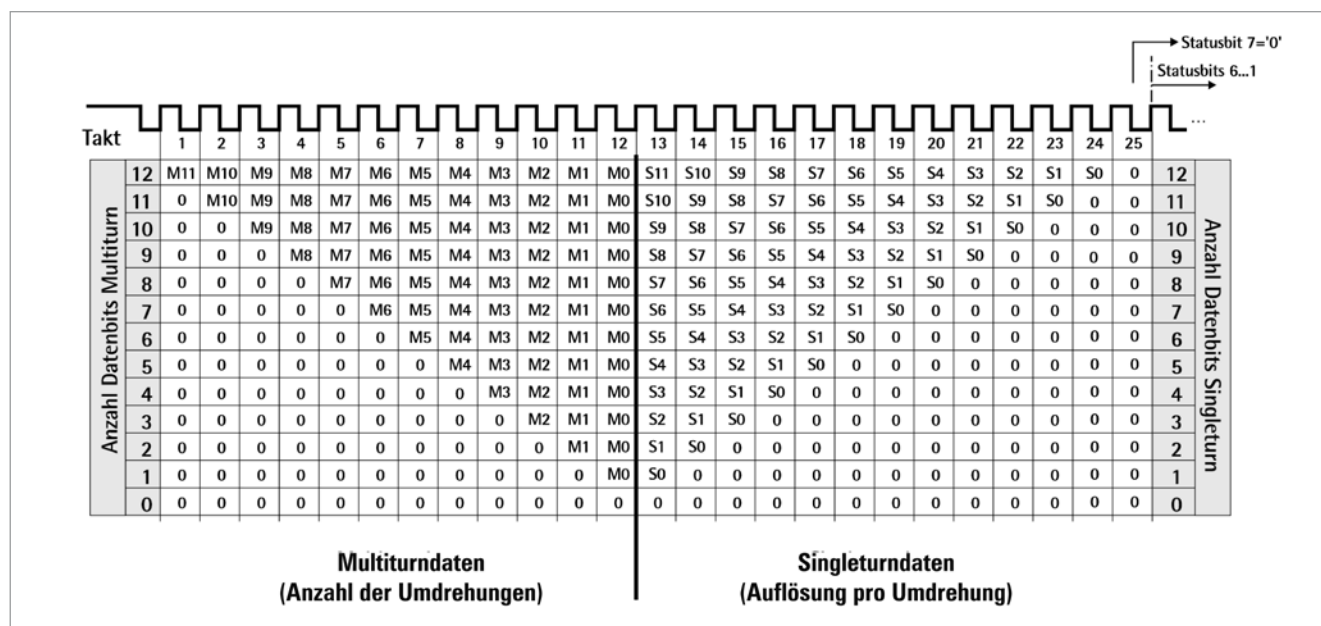 Statusbit 7='0'
Statusbits 6...1
...
Takt 1 2 3 4 5 6 7 8 9 10 11 12 13 14 15 16 17 18 19 20 21 22 23 24 25
Anzahl Datenbits Multiturn
12 M11 M10 M9 M8 M7 M6 M5 M4 M3 M2 M1 M0 S11 S10 S9 S8 S7 S6 S5 S4 S3 S2 S1 S0 0 12
11 0 M10 M9 M8 M7 M6 M5 M4 M3 M2 M1 M0 S10 S9 S8 S7 S6 S5 S4 S3 S2 S1 S0 0 0 11
10 0 0 M9 M8 M7 M6 M5 M4 M3 M2 M1 M0 S9 S8 S7 S6 S5 S4 S3 S2 S1 S0 0 0 0 10
9 0 0 0 M8 M7 M6 M5 M4 M3 M2 M1 M0 S8 S7 S6 S5 S4 S3 S2 S1 S0 0 0 0 0 9
8 0 0 0 0 M7 M6 M5 M4 M3 M2 M1 M0 S7 S6 S5 S4 S3 S2 S1 S0 0 0 0 0 0 8
7 0 0 0 0 0 M6 M5 M4 M3 M2 M1 M0 S6 S5 S4 S3 S2 S1 S0 0 0 0 0 0 0 7
6 0 0 0 0 0 0 M5 M4 M3 M2 M1 M0 S5 S4 S3 S2 S1 S0 0 0 0 0 0 0 0 6
5 0 0 0 0 0 0 0 M4 M3 M2 M1 M0 S4 S3 S2 S1 S0 0 0 0 0 0 0 0 0 5
4 0 0 0 0 0 0 0 0 M3 M2 M1 M0 S3 S2 S1 S0 0 0 0 0 0 0 0 0 0 4
3 0 0 0 0 0 0 0 0 0 M2 M1 M0 S2 S1 S0 0 0 0 0 0 0 0 0 0 0 3
2 0 0 0 0 0 0 0 0 0 0 M1 M0 S1 S0 0 0 0 0 0 0 0 0 0 0 0 2
1 0 0 0 0 0 0 0 0 0 0 0 M0 S0 0 0 0 0 0 0 0 0 0 0 0 0 1
0 0 0 0 0 0 0 0 0 0 0 0 0 0 0 0 0 0 0 0 0 0 0 0 0 0 0
Anzahl Datenbits Singleturn
Multiturndaten
(Anzahl der Umdrehungen)
Singleturndaten
(Auflösung pro Umdrehung)